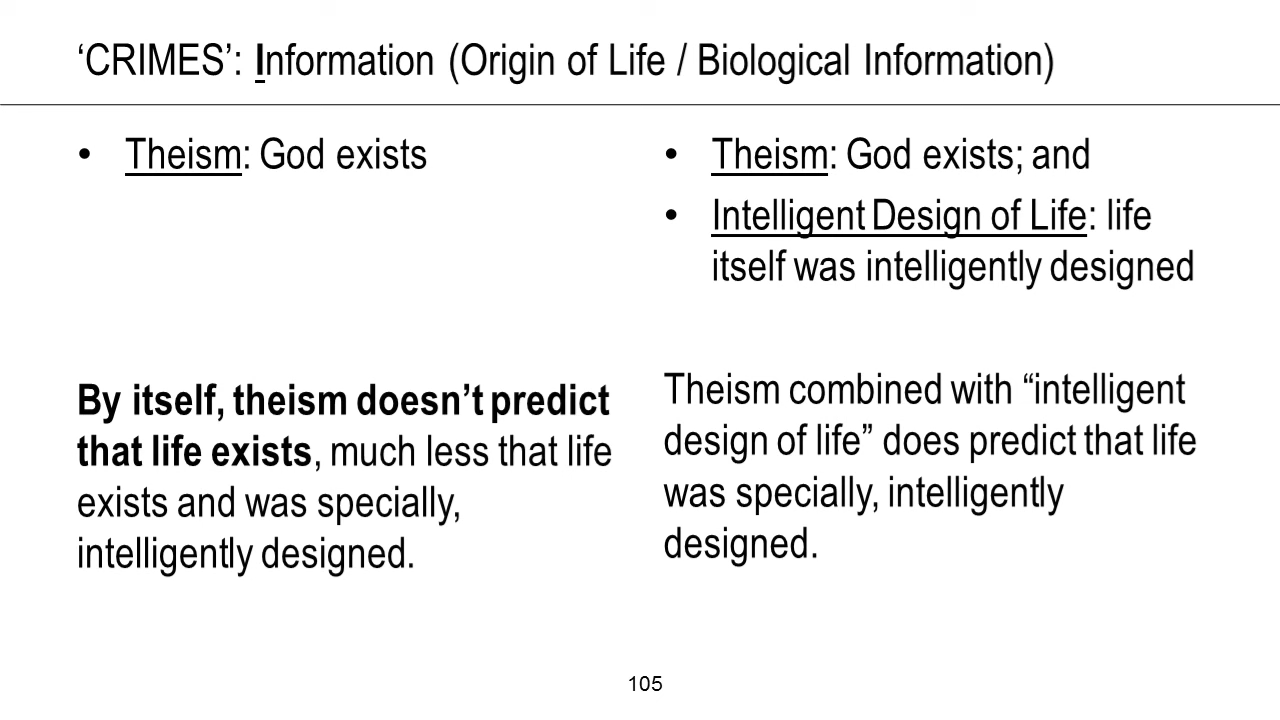 ‘CRIMES’: Information (Origin of Life / Biological Information)
• Theism: God exists
By itself, theism doesn’t predict
that life exists, much less that life
exists and was specially,
intelligently designed.
• Theism: God exists; and
• Intelligent Design of Life: life
itself was intelligently designed
Theism combined with “intelligent
design of life” does predict that life
was specially, intelligently
designed.
105